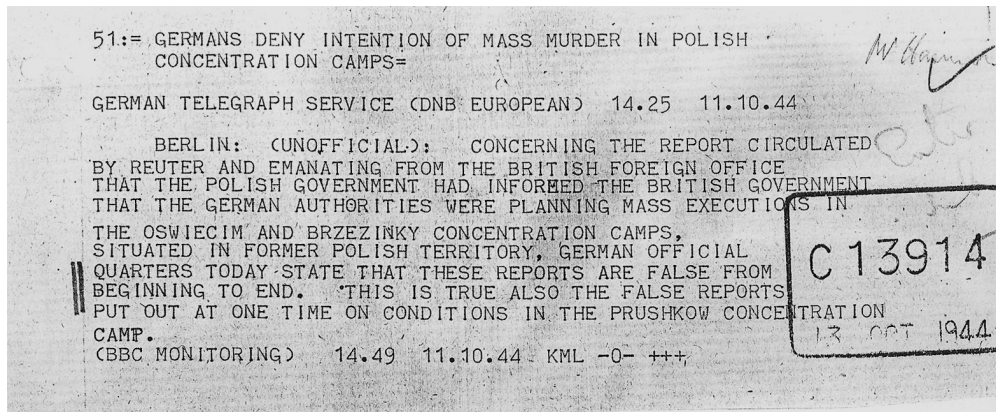 51:= GERMANS DENY INTENTION OF MASS MURDER IN POLISH
CONCENTRATION CAMPS=
GERMAN TELEGRAPH SERVICE (DNB EUROPEAN) 14.25 11.10.44
BERLIN: (UNOFFICIAL): CONCERNING THE REPORT CIRCULATED
BY REUTER AND EMANATING FROM THE BRITISH FOREIGN OFFICE
THAT THE POLISH GOVERNMENT HAD INFORMED THE BRITISH GOVERNMENT
THAT THE GERMAN AUTHORITIES WERE PLANNING MASS EXECUTIONS IN
THE OSWIECIM AND BRZEZINKY CONCENTRATION CAMPS,
SITUATED IN FORMER POLISH TERRITORY, GERMAN OFFICIAL
QUARTERS TODAY STATE THAT THESE REPORTS ARE FALSE FROM
BEGINNING TO END. THIS IS TRUE ALSO THE FALSE REPORTS
PUT OUT AT ONE TIME ON CONDITIONS IN THE PRUSHKOW CONCENTRATION
CAMP.
(BBC MONITORING) 14.49 11.10.44 KML -0- +++
C 13914
13 OCT 1944